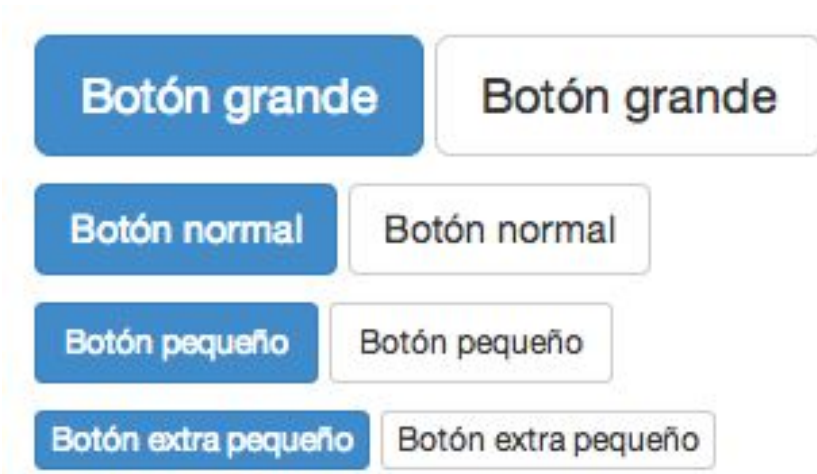 Botón grande Botón grande
Botón normal Botón normal
Botón pequeño Botón pequeño
Botón extra pequeño Botón extra pequeño